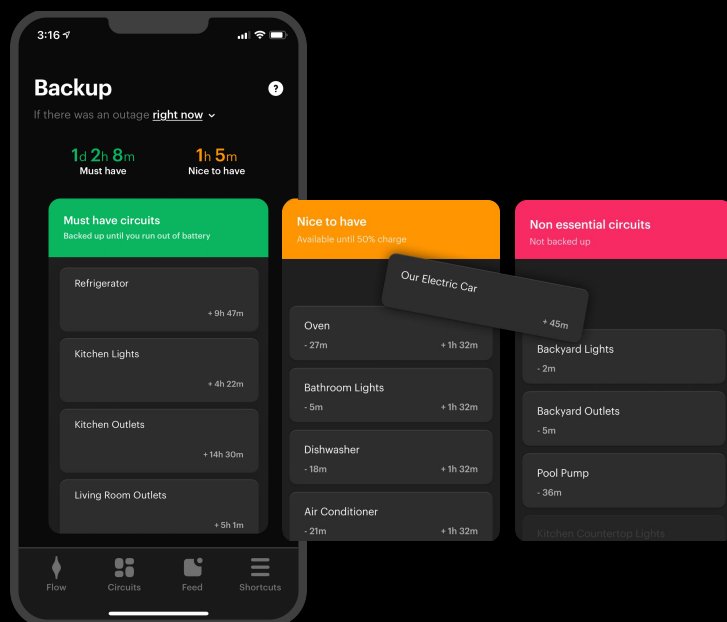 3:16
Backup
?
If there was an outage right now
1d 2h 8m
Must have
1h 5m
Nice to have
Must have circuits
Backed up until you run out of battery
Refrigerator
+ 9h 47m
Kitchen Lights
+ 4h 22m
Kitchen Outlets
+ 14h 30m
Living Room Outlets
+ 5h 1m
Nice to have
Available until 50% charge
Our Electric Car
+ 45m
Oven
- 27m + 1h 32m
Bathroom Lights
- 5m + 1h 32m
Dishwasher
- 18m + 1h 32m
Air Conditioner
- 21m + 1h 32m
Non essential circuits
Not backed up
Backyard Lights
- 2m
Backyard Outlets
- 5m
Pool Pump
- 36m
Kitchen Countertop Lights
Flow Circuits Feed Shortcuts